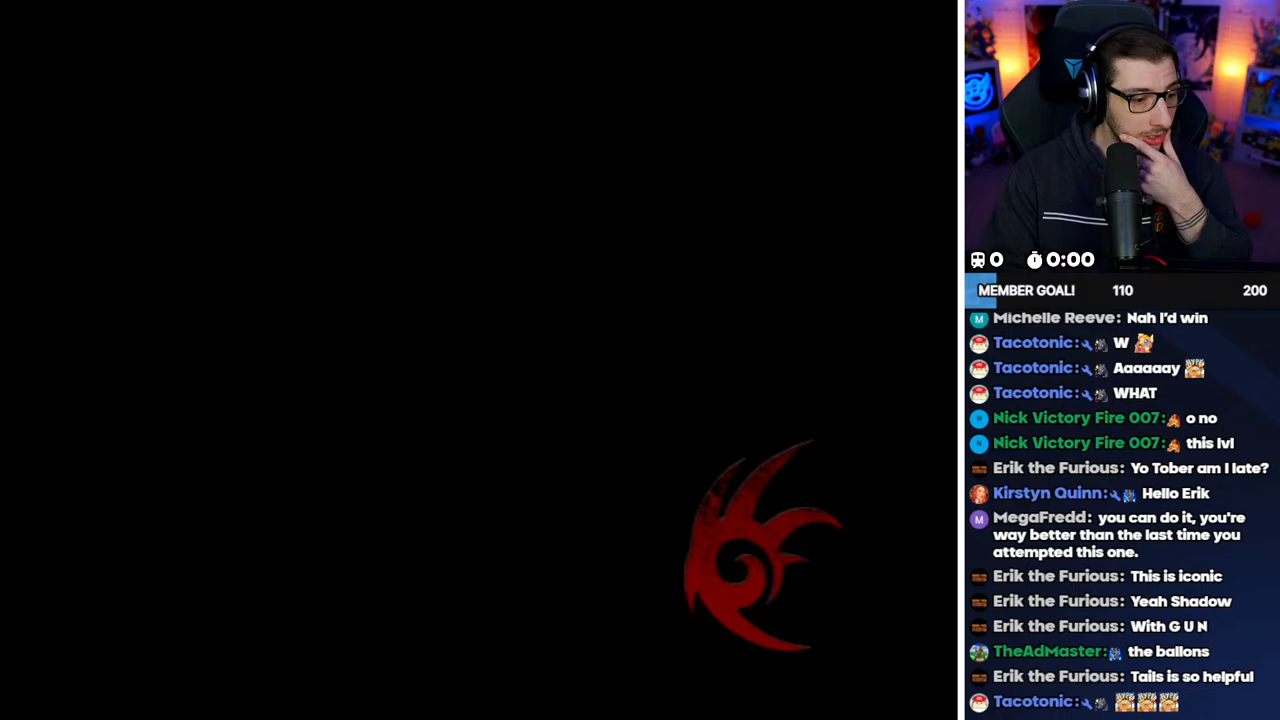 0 0:00
MEMBER GOAL! 110 200
Michelle Reeve: Nah I'd win
Tacotonic: W
Tacotonic: Aaaaaay
Tacotonic: WHAT
Nick Victory Fire 007: o no
Nick Victory Fire 007: this lvl
Erik the Furious: Yo Tober am I late?
Kirstyn Quinn: Hello Erik
MegaFredd: you can do it, you're
way better than the last time you
attempted this one.
Erik the Furious: This is iconic
Erik the Furious: Yeah Shadow
Erik the Furious: With G U N
TheAdMaster: the ballons
Erik the Furious: Tails is so helpful
Tacotonic: